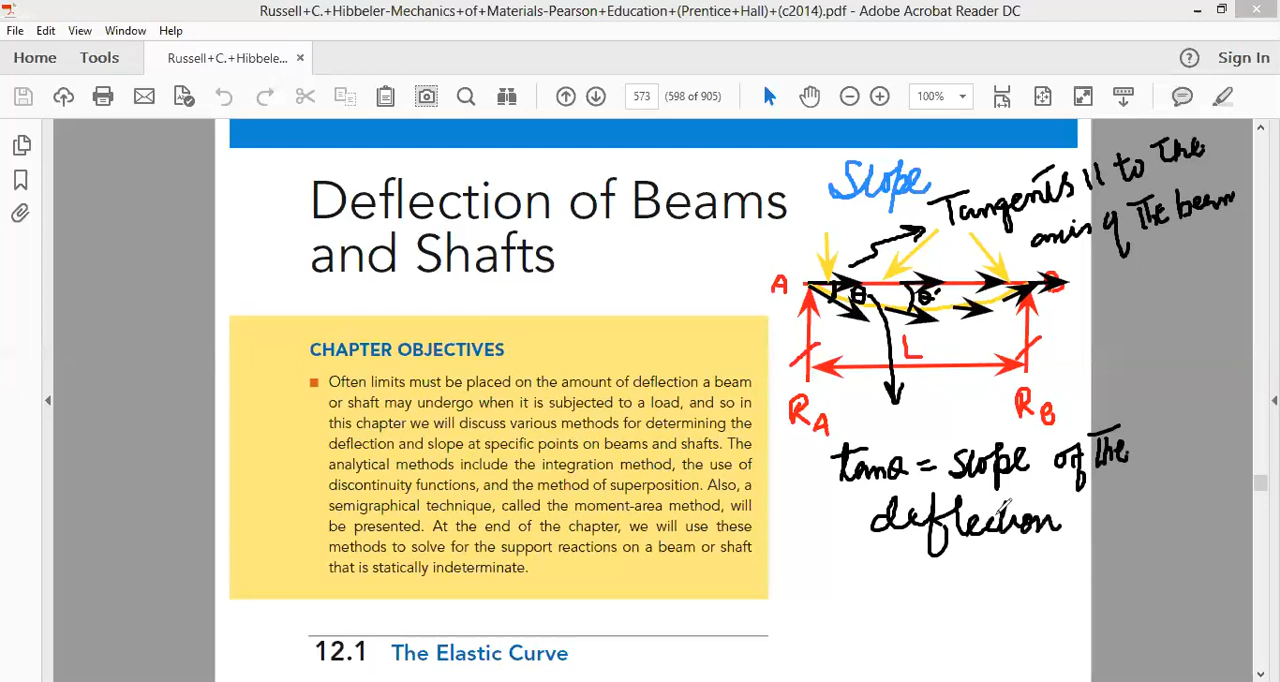 Russell+C.+Hibbeler-Mechanics+of+Materials-Pearson+Education+(Prentice+Hall)+(c2014).pdf - Adobe Acrobat Reader DC
File Edit View Window Help
Home Tools Russell+C.+Hibbele... × Sign In
573 (598 of 905) 100%
Deflection of Beams
and Shafts
CHAPTER OBJECTIVES
Often limits must be placed on the amount of deflection a beam
or shaft may undergo when it is subjected to a load, and so in
this chapter we will discuss various methods for determining the
deflection and slope at specific points on beams and shafts. The
analytical methods include the integration method, the use of
discontinuity functions, and the method of superposition. Also, a
semigraphical technique, called the moment-area method, will
be presented. At the end of the chapter, we will use these
methods to solve for the support reactions on a beam or shaft
that is statically indeterminate.
12.1 The Elastic Curve
Slope
Tangents 11 to The
axis of The beam
A B
θ θ'
L
RA RB
tanθ = slope of The
deflection